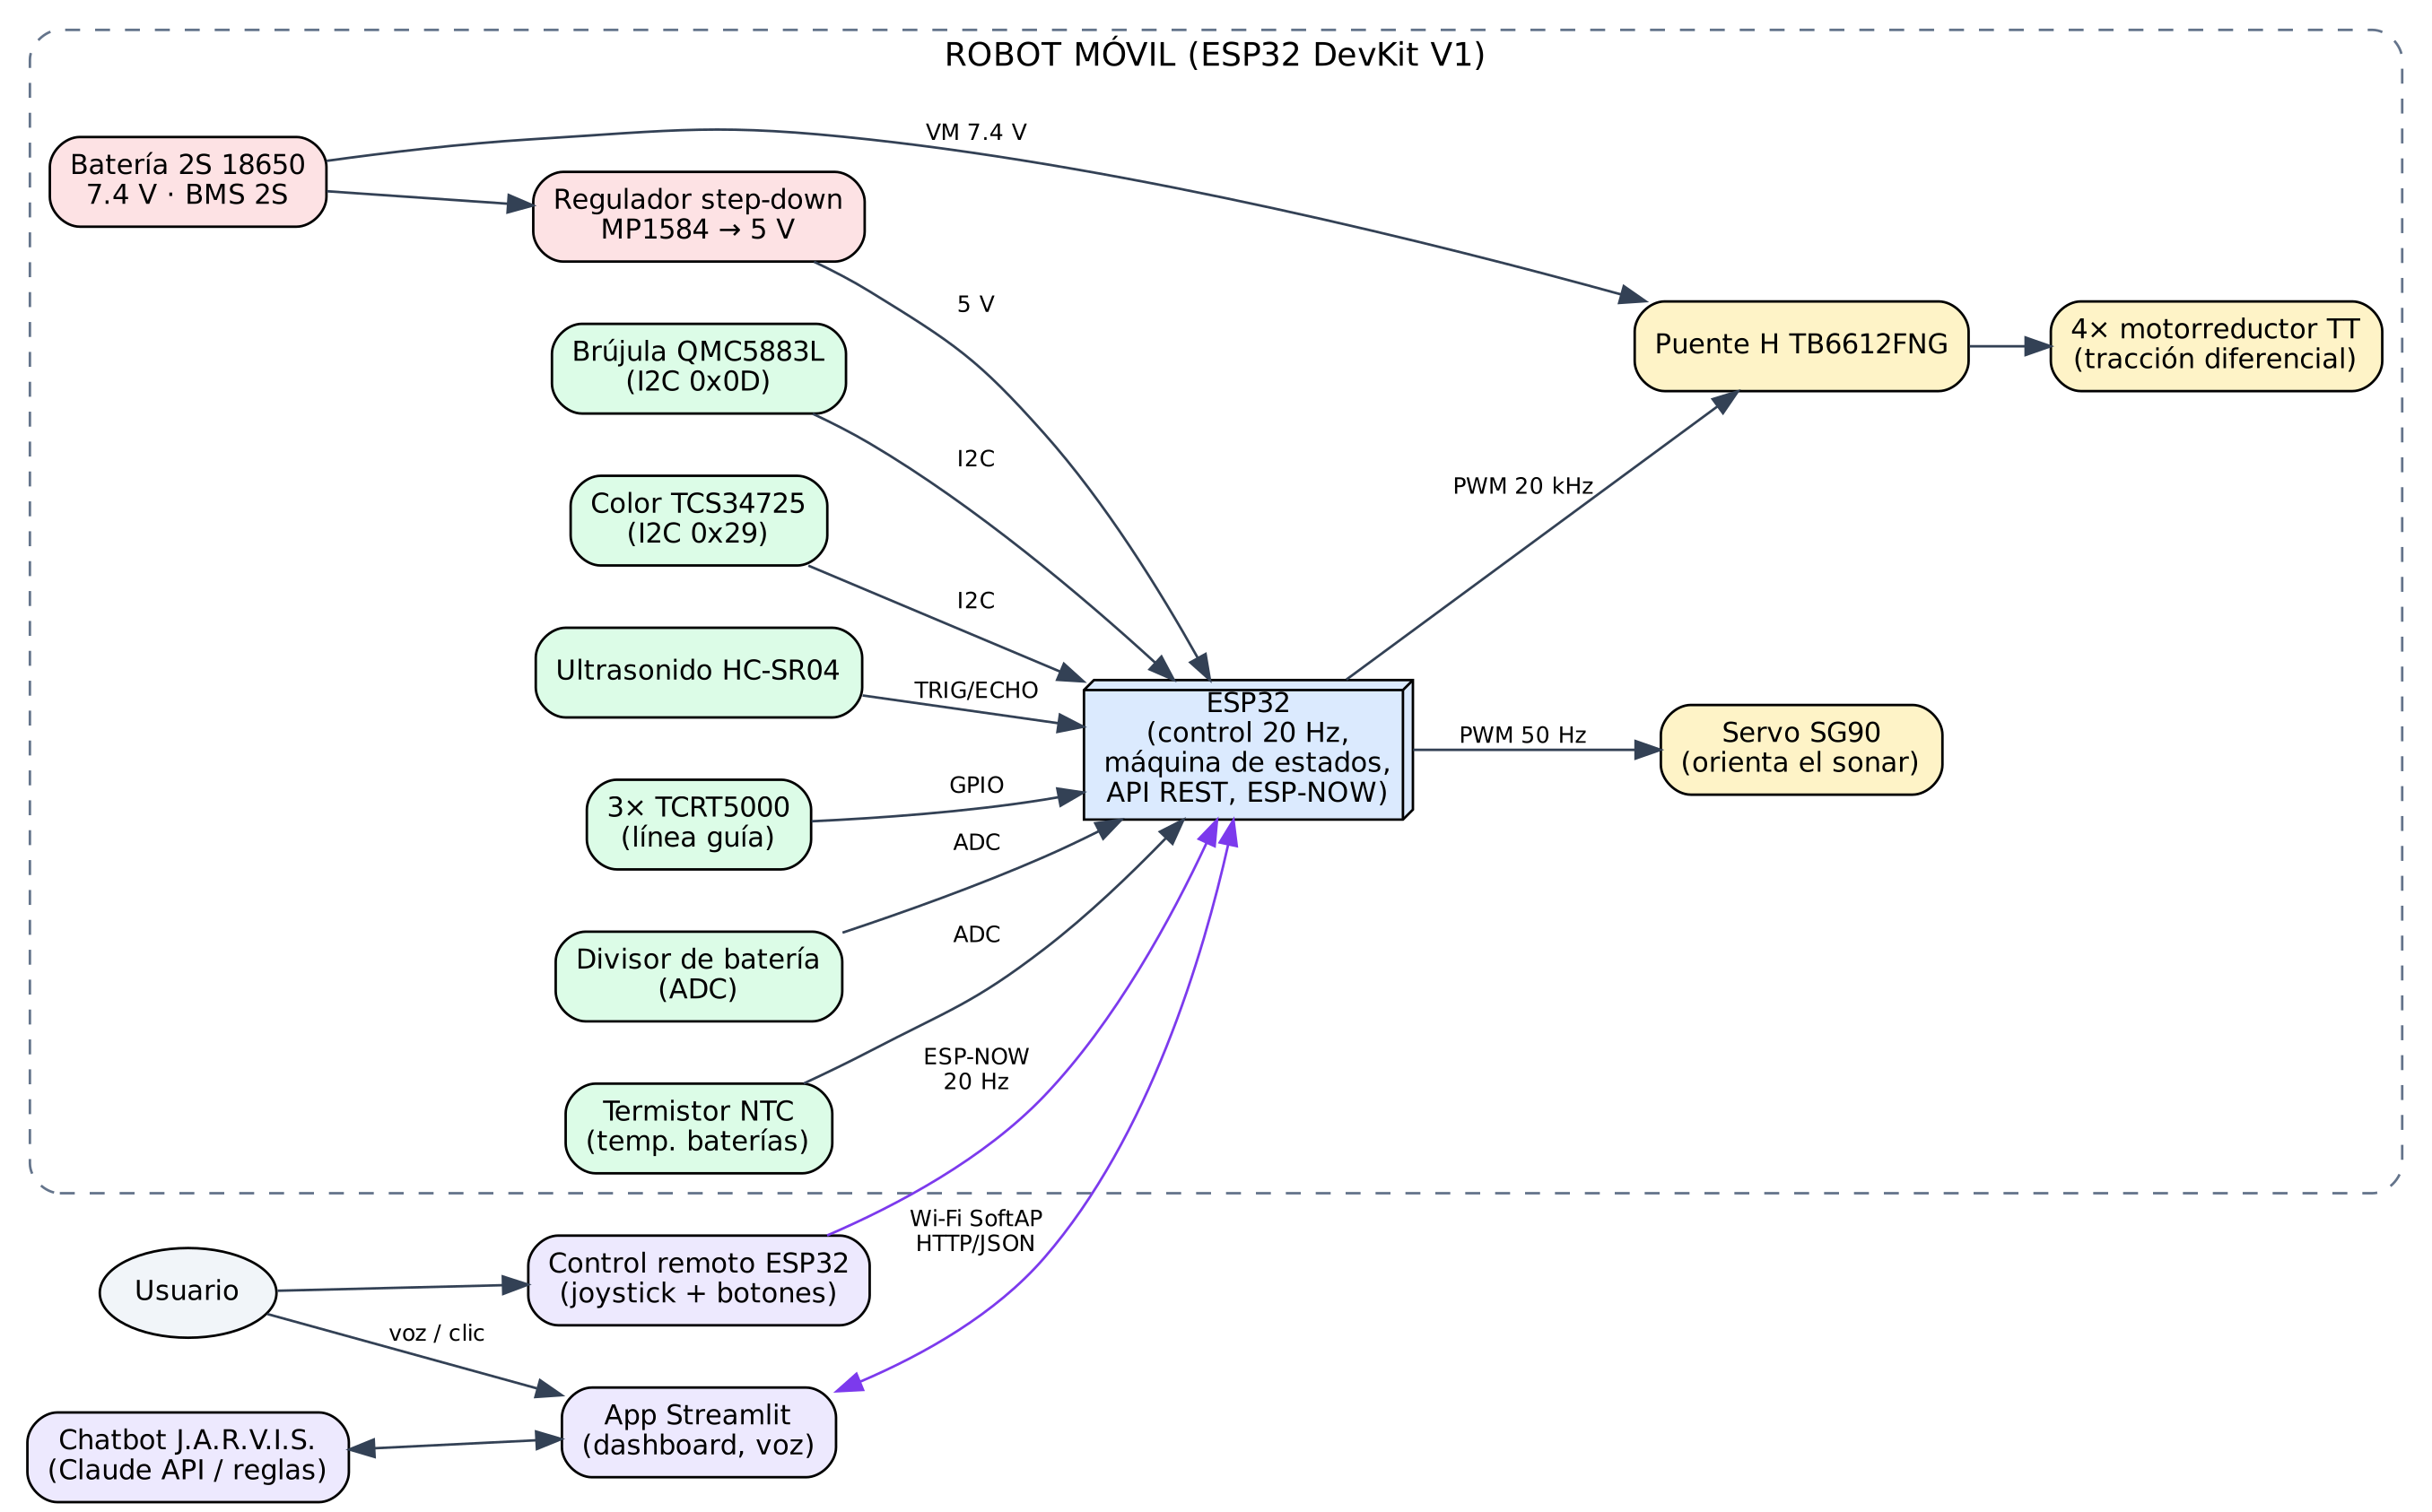 ROBOT MÓVIL (ESP32 DevKit V1)
Batería 2S 18650
7.4 V · BMS 2S
VM 7.4 V
Regulador step-down
MP1584 → 5 V
5 V
Brújula QMC5883L
(I2C 0x0D)
I2C
Color TCS34725
(I2C 0x29)
I2C
Ultrasonido HC-SR04
TRIG/ECHO
3× TCRT5000
(línea guía)
GPIO
Divisor de batería
(ADC)
ADC
Termistor NTC
(temp. baterías)
ADC
ESP32
(control 20 Hz,
máquina de estados,
API REST, ESP-NOW)
PWM 20 kHz
Puente H TB6612FNG
4× motorreductor TT
(tracción diferencial)
PWM 50 Hz
Servo SG90
(orienta el sonar)
ESP-NOW
20 Hz
Wi-Fi SoftAP
HTTP/JSON
Usuario
Control remoto ESP32
(joystick + botones)
voz / clic
App Streamlit
(dashboard, voz)
Chatbot J.A.R.V.I.S.
(Claude API / reglas)